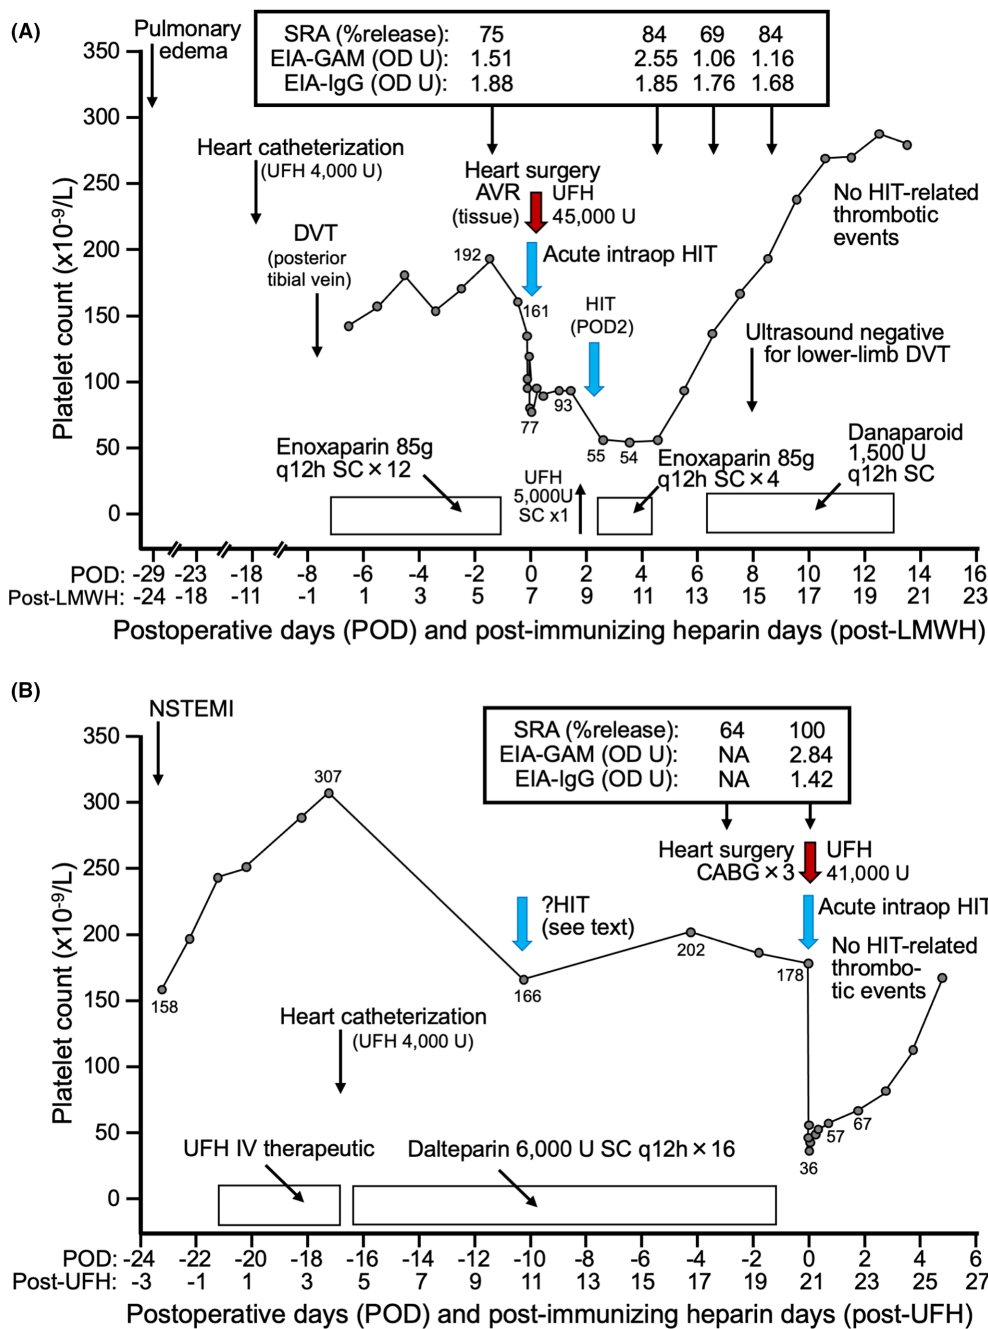 (A)
Pulmonary
edema
SRA (%release): 75 84 69 84
EIA-GAM (OD U): 1.51 2.55 1.06 1.16
EIA-IgG (OD U): 1.88 1.85 1.76 1.68
350
300
250
200
150
100
50
0
Platelet count (x10-9/L)
Heart catheterization
(UFH 4,000 U)
DVT
(posterior
tibial vein)
Heart surgery
AVR
(tissue)
UFH
45,000 U
Acute intraop HIT
192
161
HIT
(POD2)
93
77
55
54
No HIT-related
thrombotic
events
Ultrasound negative
for lower-limb DVT
Enoxaparin 85g
q12h SC × 12
UFH
5,000U
SC x1
Enoxaparin 85g
q12h SC × 4
Danaparoid
1,500 U
q12h SC
POD: -29 -23 -18 -8 -6 -4 -2 0 2 4 6 8 10 12 14 16
Post-LMWH: -24 -18 -11 -1 1 3 5 7 9 11 13 15 17 19 21 23
Postoperative days (POD) and post-immunizing heparin days (post-LMWH)
(B)
NSTEMI
SRA (%release): 64 100
EIA-GAM (OD U): NA 2.84
EIA-IgG (OD U): NA 1.42
350
300
250
200
150
100
50
0
Platelet count (x10-9/L)
307
158
Heart surgery
CABG × 3
UFH
41,000 U
?HIT
(see text)
Acute intraop HIT
166
202
178
No HIT-related
thrombo-
tic events
Heart catheterization
(UFH 4,000 U)
67
57
36
UFH IV therapeutic
Dalteparin 6,000 U SC q12h × 16
POD: -24 -22 -20 -18 -16 -14 -12 -10 -8 -6 -4 -2 0 2 4 6
Post-UFH: -3 -1 1 3 5 7 9 11 13 15 17 19 21 23 25 27
Postoperative days (POD) and post-immunizing heparin days (post-UFH)